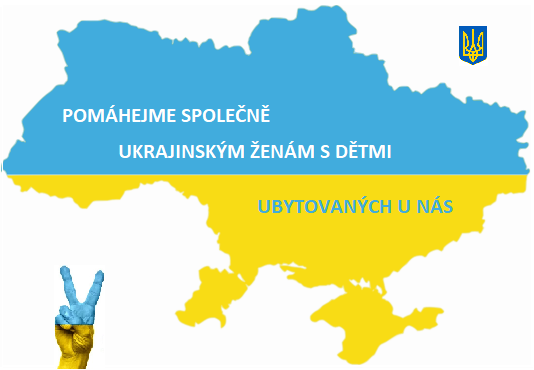 POMÁHEJME SPOLEČNĚ
UKRAJINSKÝM ŽENÁM S DĚTMI
UBYTOVANÝCH U NÁS